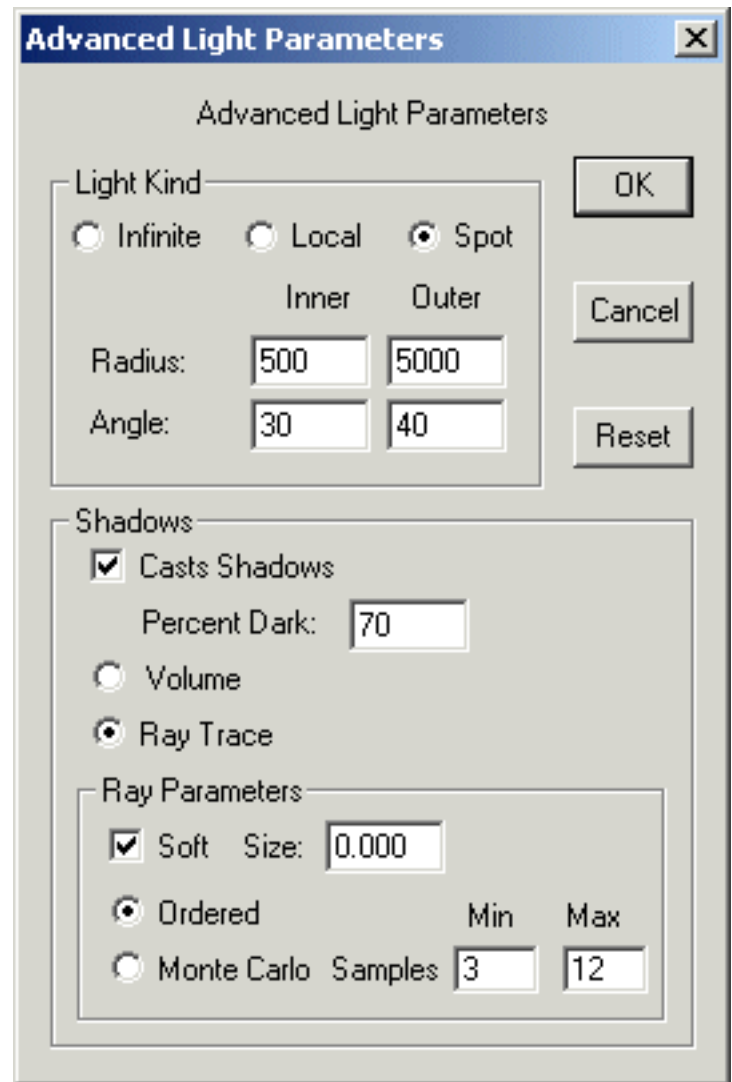 Advanced Light Parameters
Advanced Light Parameters
Light Kind
OK
Infinite Local Spot
Inner Outer
Cancel
Radius: 500 5000
Angle: 30 40
Reset
Shadows
Casts Shadows
Percent Dark: 70
Volume
Ray Trace
Ray Parameters
Soft Size: 0.000
Ordered Min Max
Monte Carlo Samples 3 12